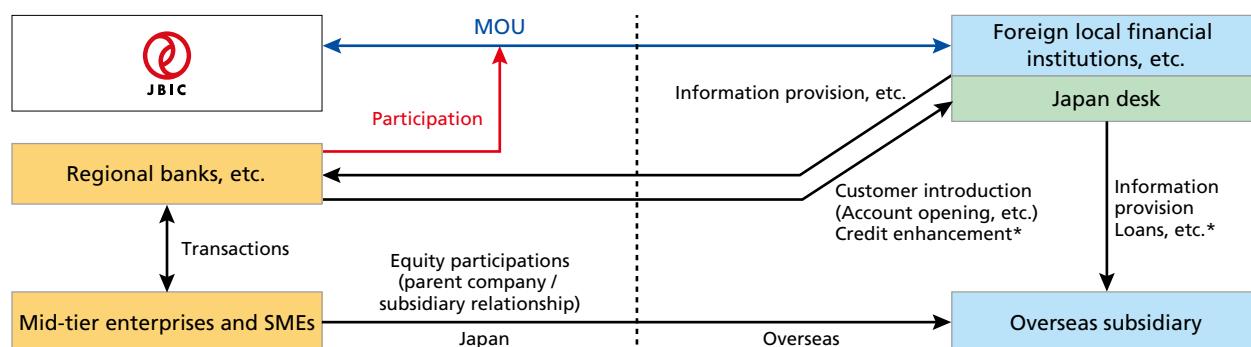 MOU
JBIC
Foreign local financial
institutions, etc.
Japan desk
Information provision, etc.
Participation
Regional banks, etc.
Customer introduction
(Account opening, etc.)
Credit enhancement*
Information
provision
Loans, etc.*
Transactions
Equity participations
(parent company /
subsidiary relationship)
Mid-tier enterprises and SMEs
Overseas subsidiary
Japan
Overseas